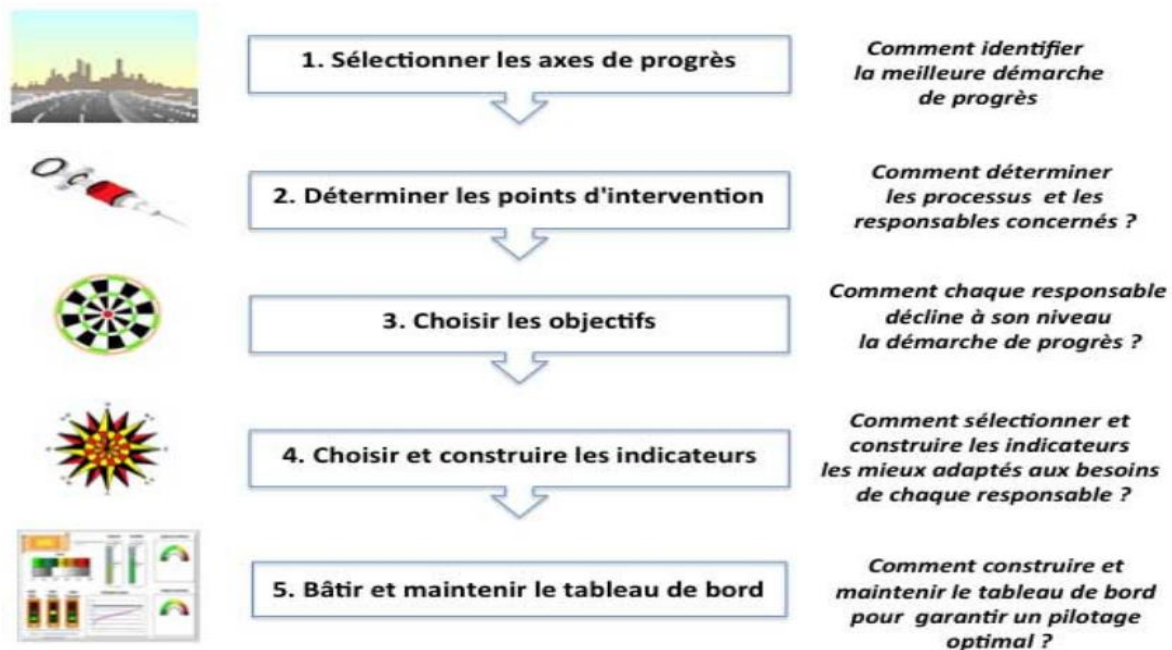 1. Sélectionner les axes de progrès
Comment identifier
la meilleure démarche
de progrès
2. Déterminer les points d'intervention
Comment déterminer
les processus et les
responsables concernés ?
3. Choisir les objectifs
Comment chaque responsable
décline à son niveau
la démarche de progrès ?
4. Choisir et construire les indicateurs
Comment sélectionner et
construire les indicateurs
les mieux adaptés aux besoins
de chaque responsable ?
5. Bâtir et maintenir le tableau de bord
Comment construire et
maintenir le tableau de bord
pour garantir un pilotage
optimal ?